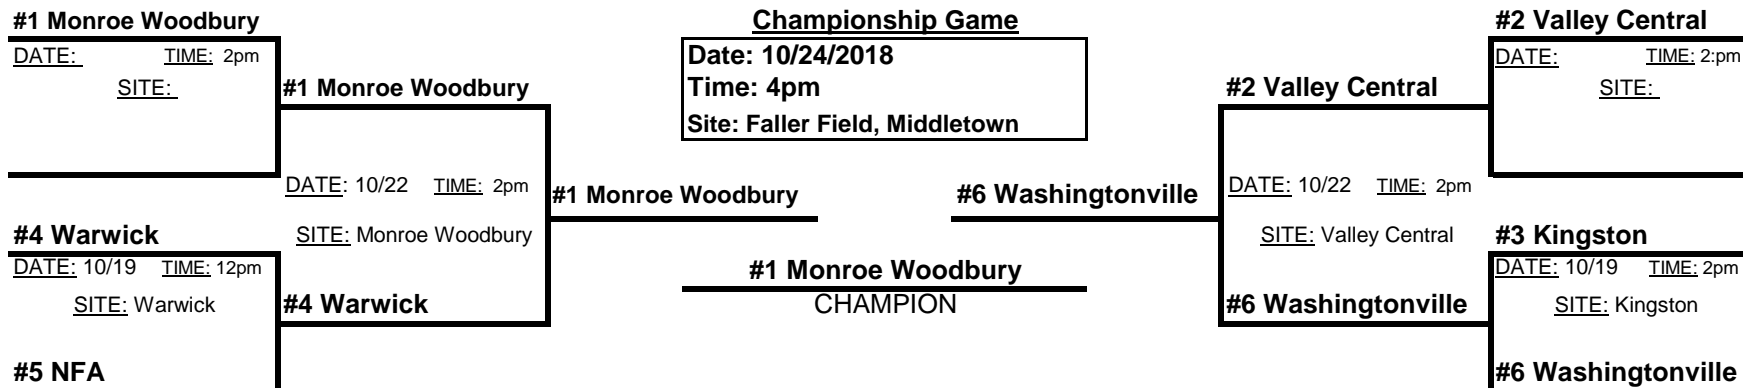 #1 Monroe Woodbury
DATE: TIME: 2pm
SITE:
#1 Monroe Woodbury
DATE: 10/22 TIME: 2pm
SITE: Monroe Woodbury
#4 Warwick
DATE: 10/19 TIME: 12pm
SITE: Warwick
#4 Warwick
#5 NFA
#1 Monroe Woodbury
Championship Game
Date: 10/24/2018
Time: 4pm
Site: Faller Field, Middletown
#1 Monroe Woodbury
CHAMPION
#6 Washingtonville
#2 Valley Central
DATE: 10/22 TIME: 2pm
SITE: Valley Central
#6 Washingtonville
#2 Valley Central
DATE: TIME: 2:pm
SITE:
#3 Kingston
DATE: 10/19 TIME: 2pm
SITE: Kingston
#6 Washingtonville